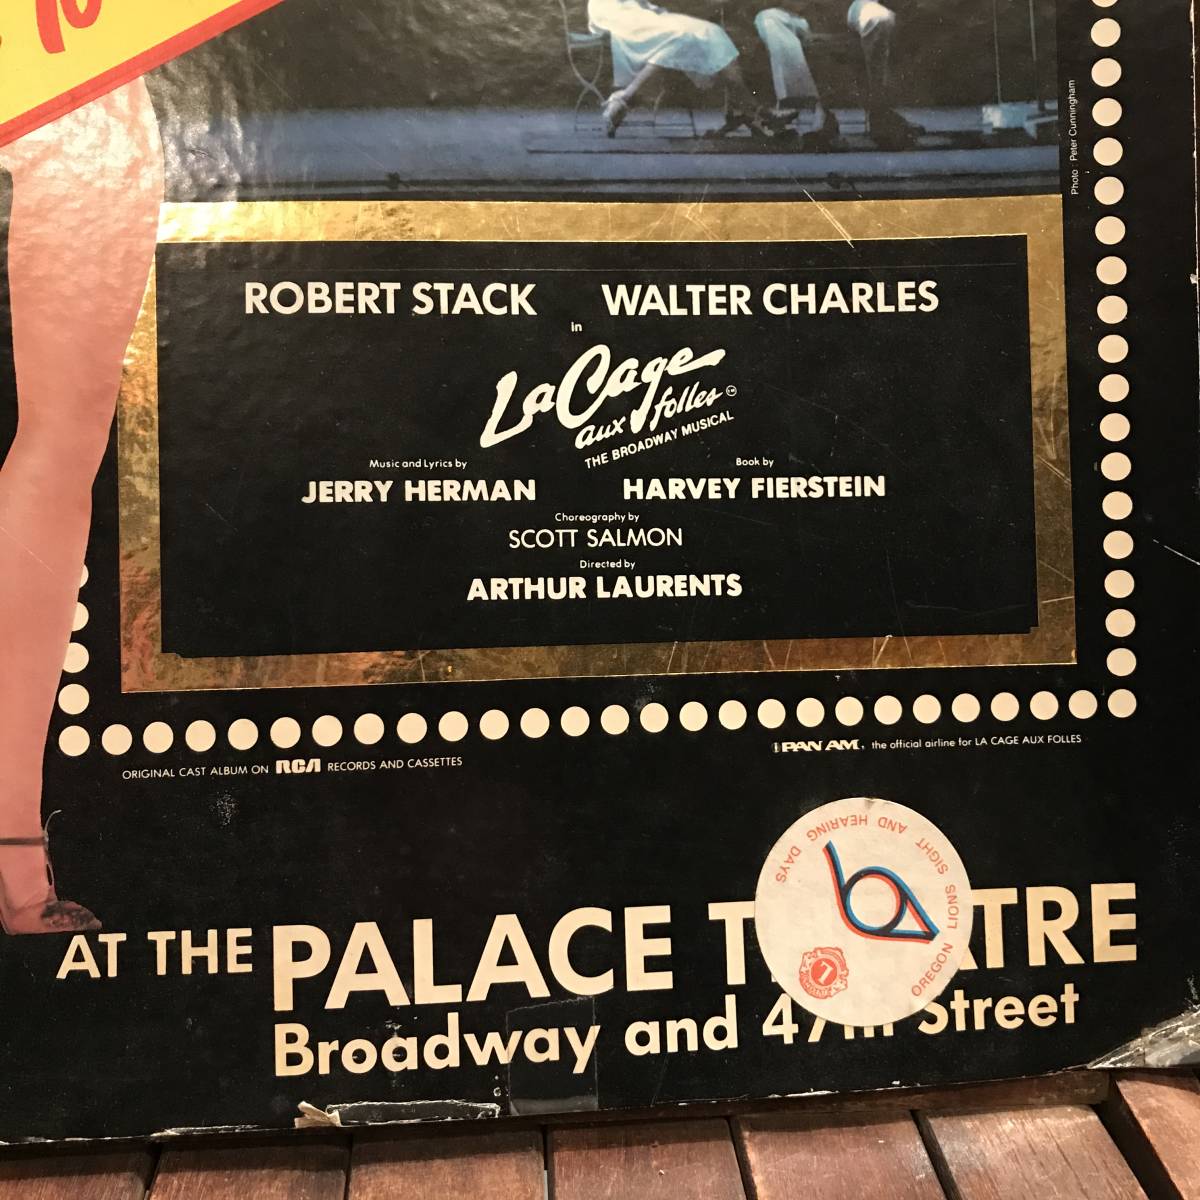 Photo: Peter Cunningham
ROBERT STACK WALTER CHARLES
in
La Cage
aux folles
THE BROADWAY MUSICAL
Music and Lyrics by Book by
JERRY HERMAN HARVEY FIERSTEIN
Choreography by
SCOTT SALMON
Directed by
ARTHUR LAURENTS
ORIGINAL CAST ALBUM ON RCA RECORDS AND CASSETTES
PAN AM, the official airline for LA CAGE AUX FOLLES
OREGON LIONS SIGHT AND HEARING DAYS
AT THE PALACE T ATRE
Broadway and 47th Street